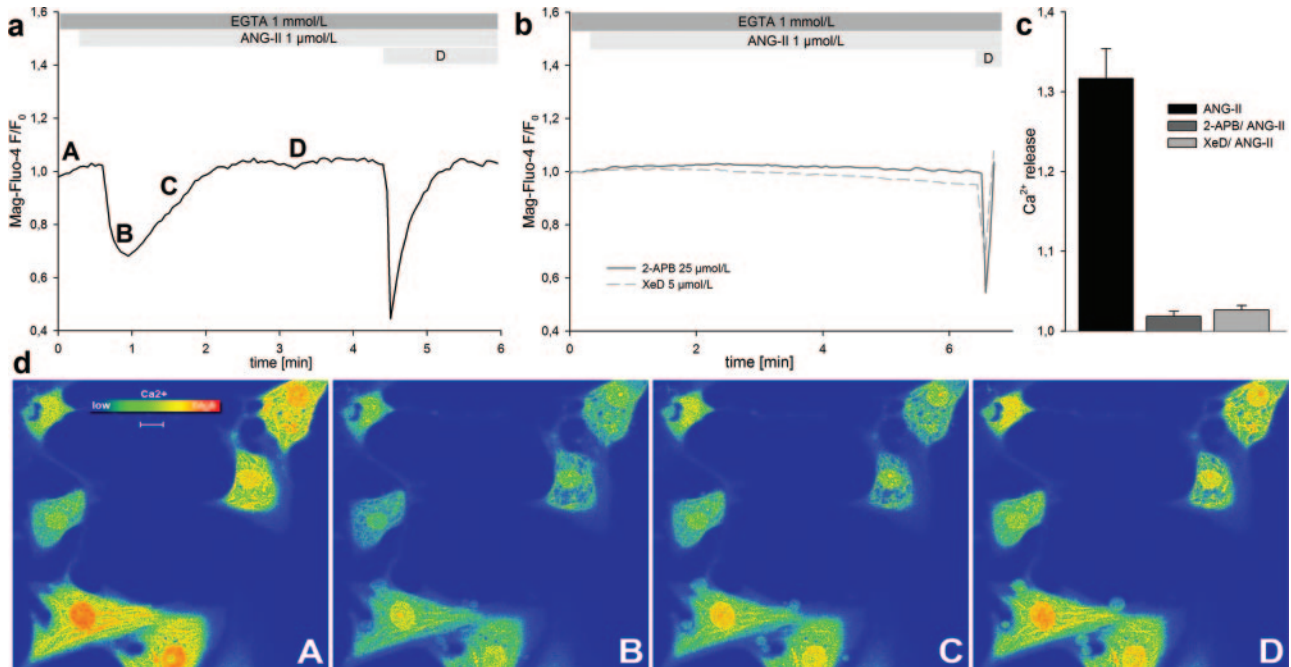 a
EGTA 1 mmol/L
ANG-II 1 µmol/L
D
1,6
1,4
1,2
1,0
0,8
0,6
0,4
Mag-Fluo-4 F/F₀
A
B
C
D
0
1
2
3
4
5
6
time [min]
b
EGTA 1 mmol/L
ANG-II 1 µmol/L
D
1,6
1,4
1,2
1,0
0,8
0,6
0,4
Mag-Fluo-4 F/F₀
2-APB 25 µmol/L
XeD 5 µmol/L
0
2
4
6
time [min]
c
1,3
1,2
1,1
1,0
Ca²⁺ release
ANG-II
2-APB/ ANG-II
XeD/ ANG-II
d
Ca2+
low
high
A
B
C
D